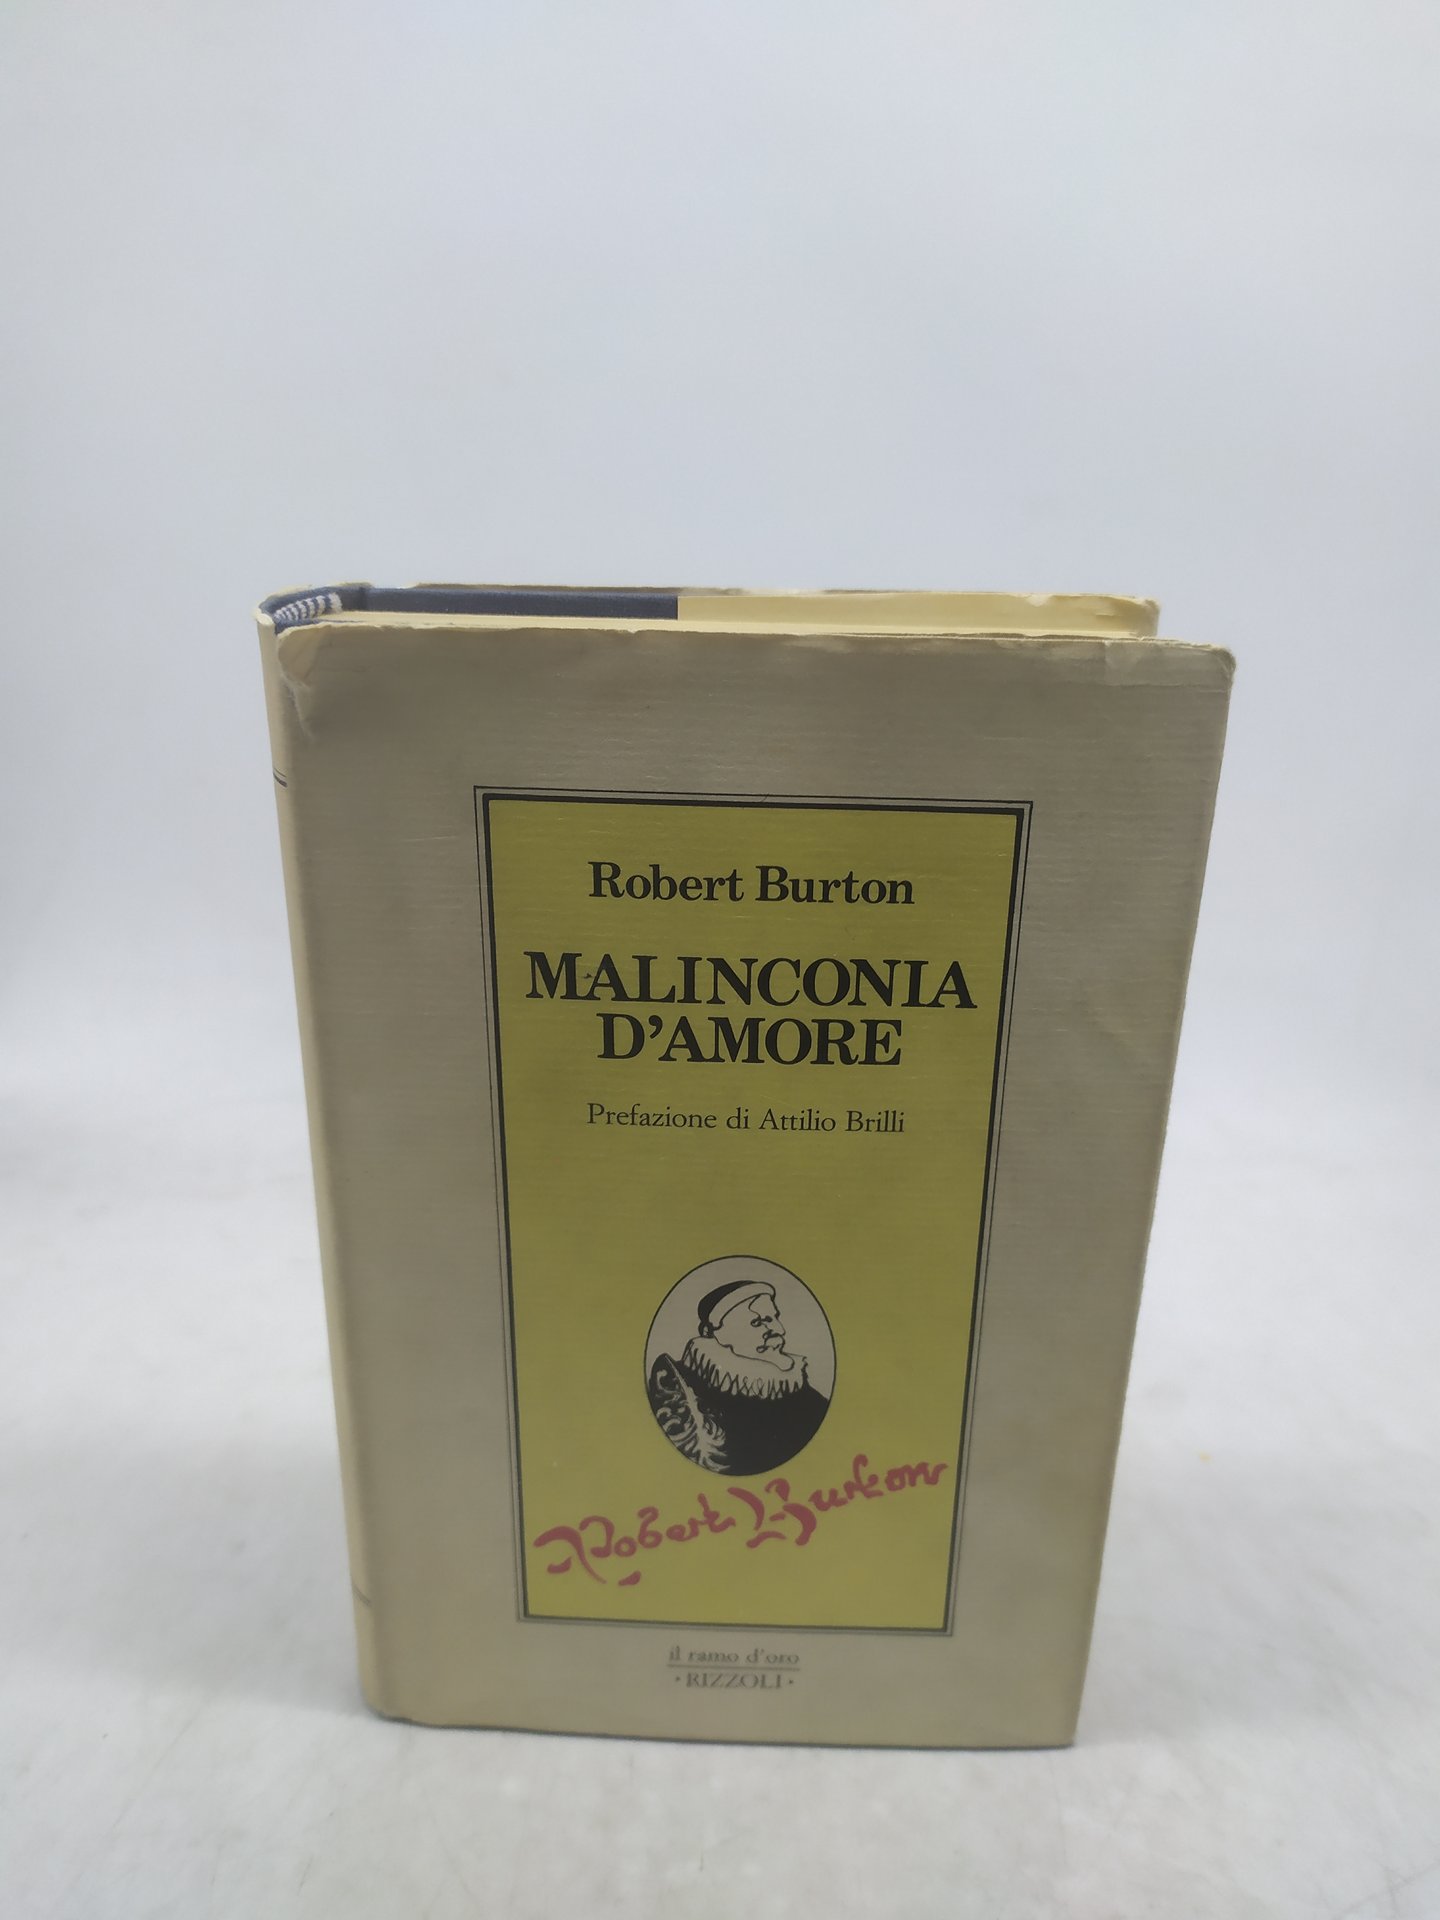 Robert Burton
MALINCONIA
D'AMORE
Prefazione di Attilio Brilli
Robert Burton
il ramo d'oro
• RIZZOLI •